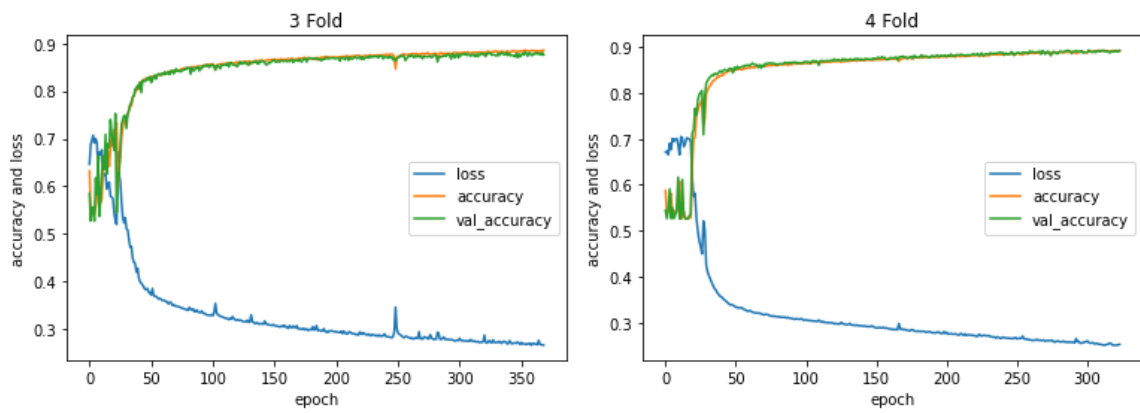 3 Fold
accuracy and loss
0.9
0.8
0.7
0.6
0.5
0.4
0.3
loss
accuracy
val_accuracy
0 50 100 150 200 250 300 350
epoch
4 Fold
accuracy and loss
0.9
0.8
0.7
0.6
0.5
0.4
0.3
loss
accuracy
val_accuracy
0 50 100 150 200 250 300
epoch